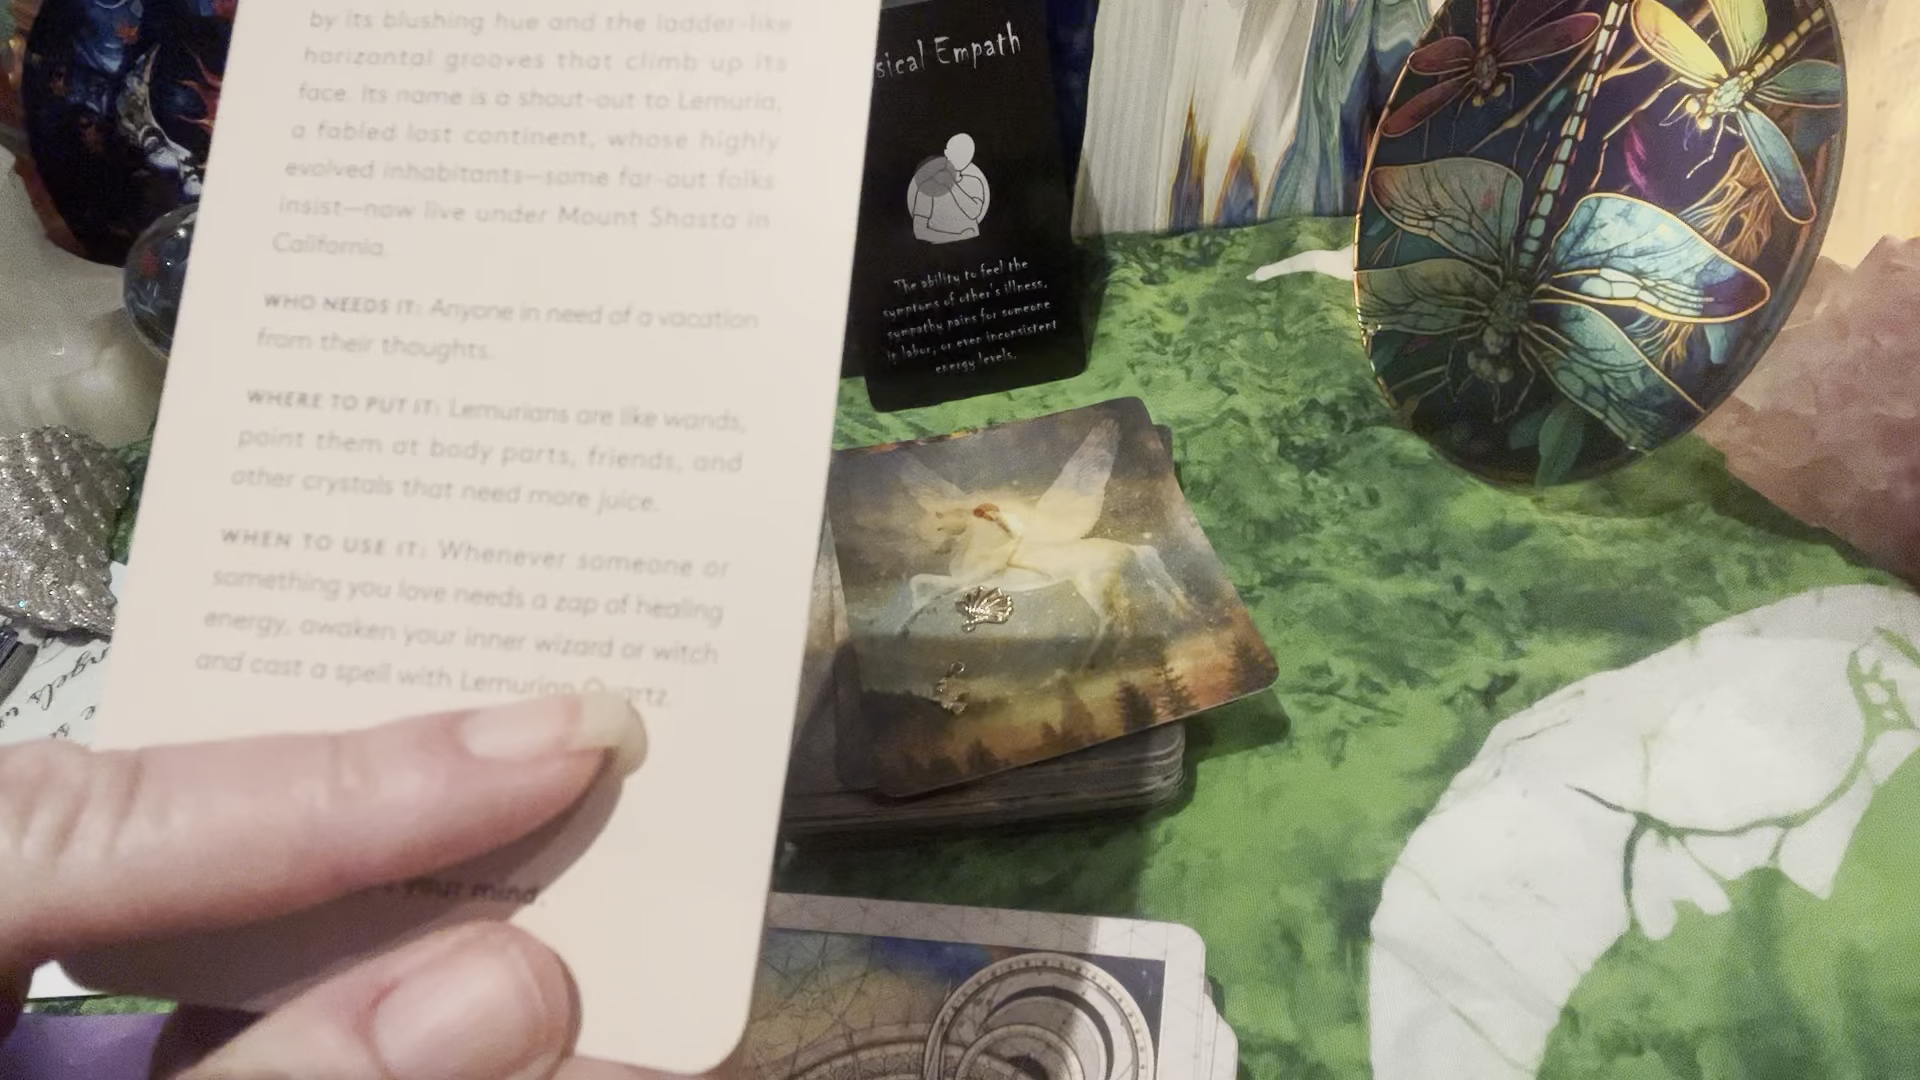 by its blushing hue and the ladder-like
horizontal grooves that climb up its
face. Its name is a shout-out to Lemuria,
a fabled lost continent, whose highly
evolved inhabitants—some far-out folks
insist—now live under Mount Shasta in
California.
WHO NEEDS IT: Anyone in need of a vacation
from their thoughts.
WHERE TO PUT IT: Lemurians are like wands,
point them at body parts, friends, and
other crystals that need more juice.
WHEN TO USE IT: Whenever someone or
something you love needs a zap of healing
energy, awaken your inner wizard or witch
and cast a spell with Lemurian Quartz.
your mind.
sical Empath
The ability to feel the
symptoms of other's illness,
sympathy pains for someone
in labor, or even inconsistent
energy levels.